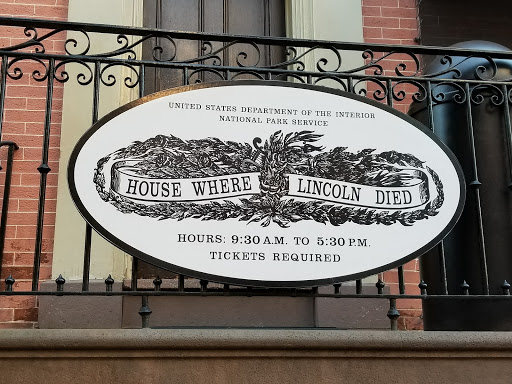 UNITED STATES DEPARTMENT OF THE INTERIOR
NATIONAL PARK SERVICE
HOUSE WHERE LINCOLN DIED
HOURS: 9:30 A.M. TO 5:30 P.M.
TICKETS REQUIRED